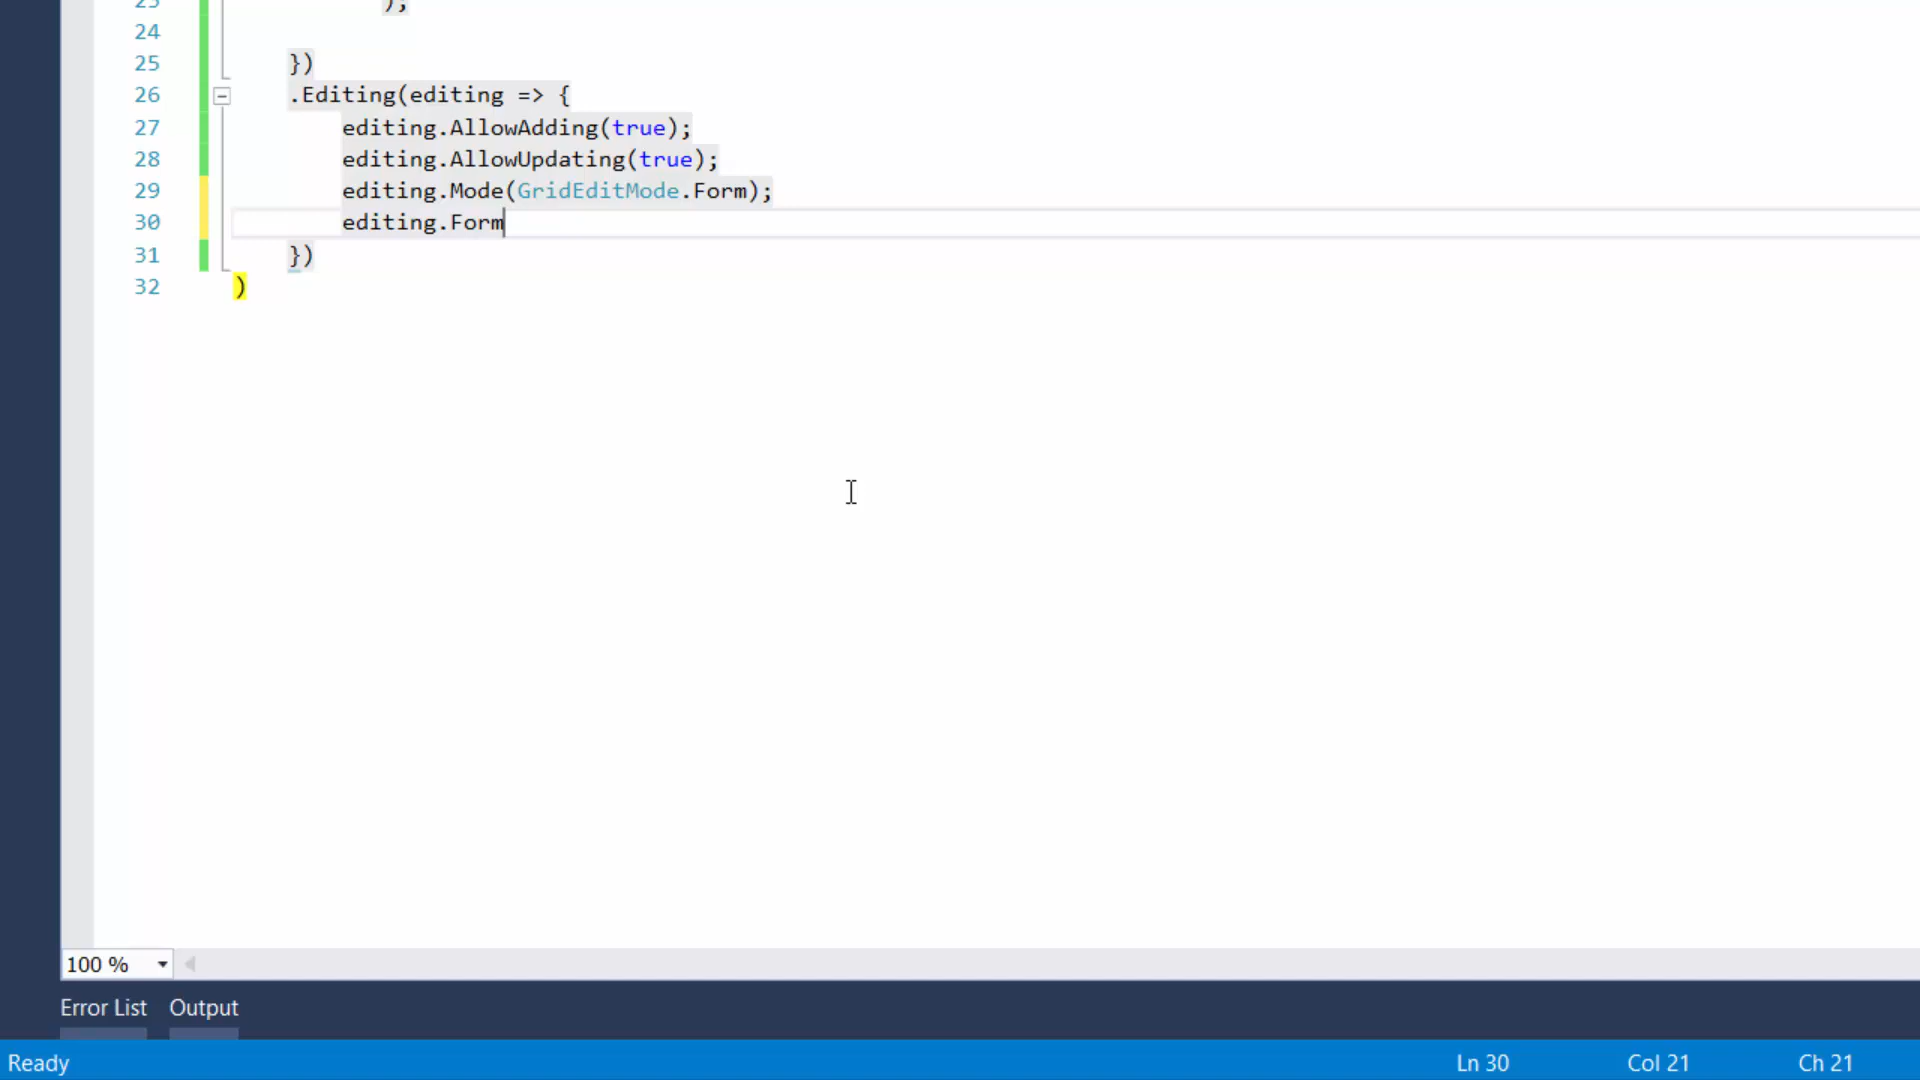 23 );
24
25 })
26 .Editing(editing => {
27 editing.AllowAdding(true);
28 editing.AllowUpdating(true);
29 editing.Mode(GridEditMode.Form);
30 editing.Form
31 })
32 )
100 %
Error List Output
Ready Ln 30 Col 21 Ch 21